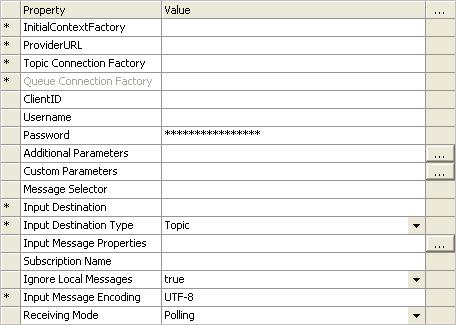 Property Value ...
* InitialContextFactory
* ProviderURL
* Topic Connection Factory
* Queue Connection Factory
ClientID
Username
Password ****************
Additional Parameters ...
Custom Parameters ...
Message Selector
* Input Destination
* Input Destination Type Topic
Input Message Properties ...
Subscription Name
Ignore Local Messages true
* Input Message Encoding UTF-8
Receiving Mode Polling